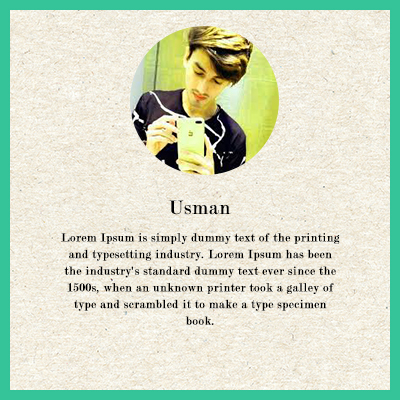 Usman
Lorem Ipsum is simply dummy text of the printing
and typesetting industry. Lorem Ipsum has been
the industry's standard dummy text ever since the
1500s, when an unknown printer took a galley of
type and scrambled it to make a type specimen
book.